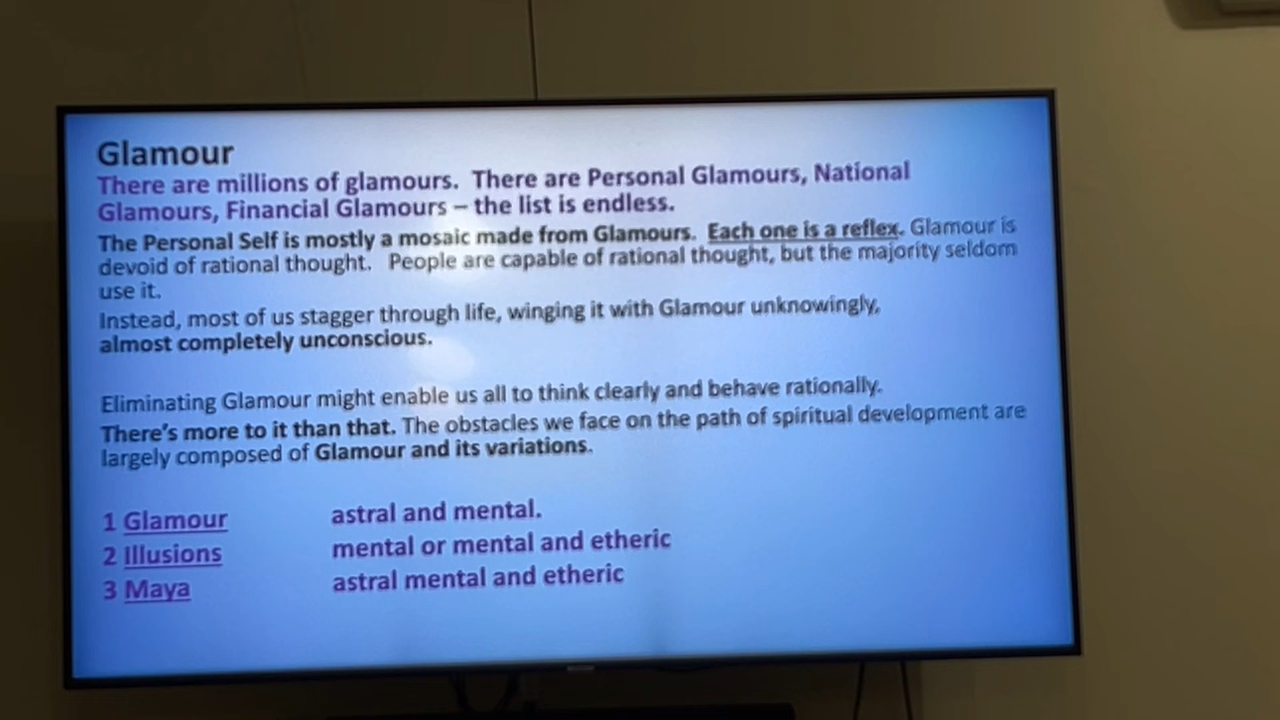 Glamour
There are millions of glamours.  There are Personal Glamours, National
Glamours, Financial Glamours – the list is endless.
The Personal Self is mostly a mosaic made from Glamours.  Each one is a reflex. Glamour is
devoid of rational thought.   People are capable of rational thought, but the majority seldom
use it.
Instead, most of us stagger through life, winging it with Glamour unknowingly,
almost completely unconscious.
Eliminating Glamour might enable us all to think clearly and behave rationally.
There's more to it than that. The obstacles we face on the path of spiritual development are
largely composed of Glamour and its variations.
1 Glamour astral and mental.
2 Illusions mental or mental and etheric
3 Maya astral mental and etheric